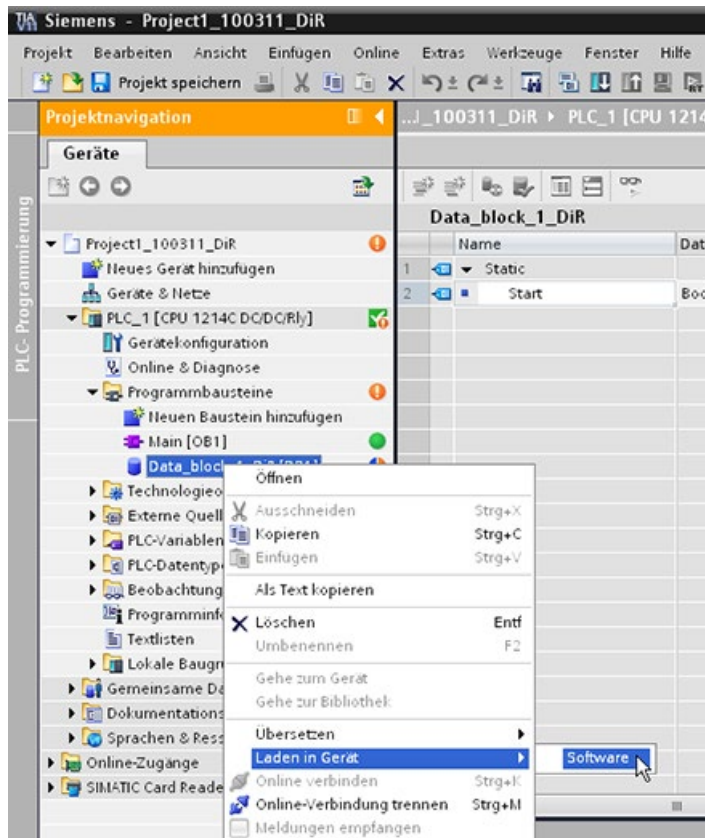 Siemens - Project1_100311_DiR
Projekt Bearbeiten Ansicht Einfügen Online Extras Werkzeuge Fenster Hilfe
Projekt speichern
Projektnavigation
...1_100311_DiR ▸ PLC_1 [CPU 1214
Geräte
PLC-Programmierung
Data_block_1_DiR
Name
Dat
1 Static
2 Start
Boo
Project1_100311_DiR
Neues Gerät hinzufügen
Geräte & Netze
PLC_1 [CPU 1214C DC/DC/Rly]
Gerätekonfiguration
Online & Diagnose
Programmbausteine
Neuen Baustein hinzufügen
Main [OB1]
Technologieo
Externe Quell
PLC-Variablen
PLC-Datentyp
Beobachtung
Programminfo
Textlisten
Lokale Baugr
Gemeinsame Da
Dokumentations
Sprachen & Ress
Online-Zugänge
SIMATIC Card Reade
Öffnen
Ausschneiden Strg+X
Kopieren Strg+C
Einfügen Strg+V
Als Text kopieren
Löschen Entf
Umbenennen F2
Gehe zum Gerät
Gehe zur Bibliothek
Übersetzen
Laden in Gerät
Software
Online verbinden Strg+K
Online-Verbindung trennen Strg+M
Meldungen empfangen